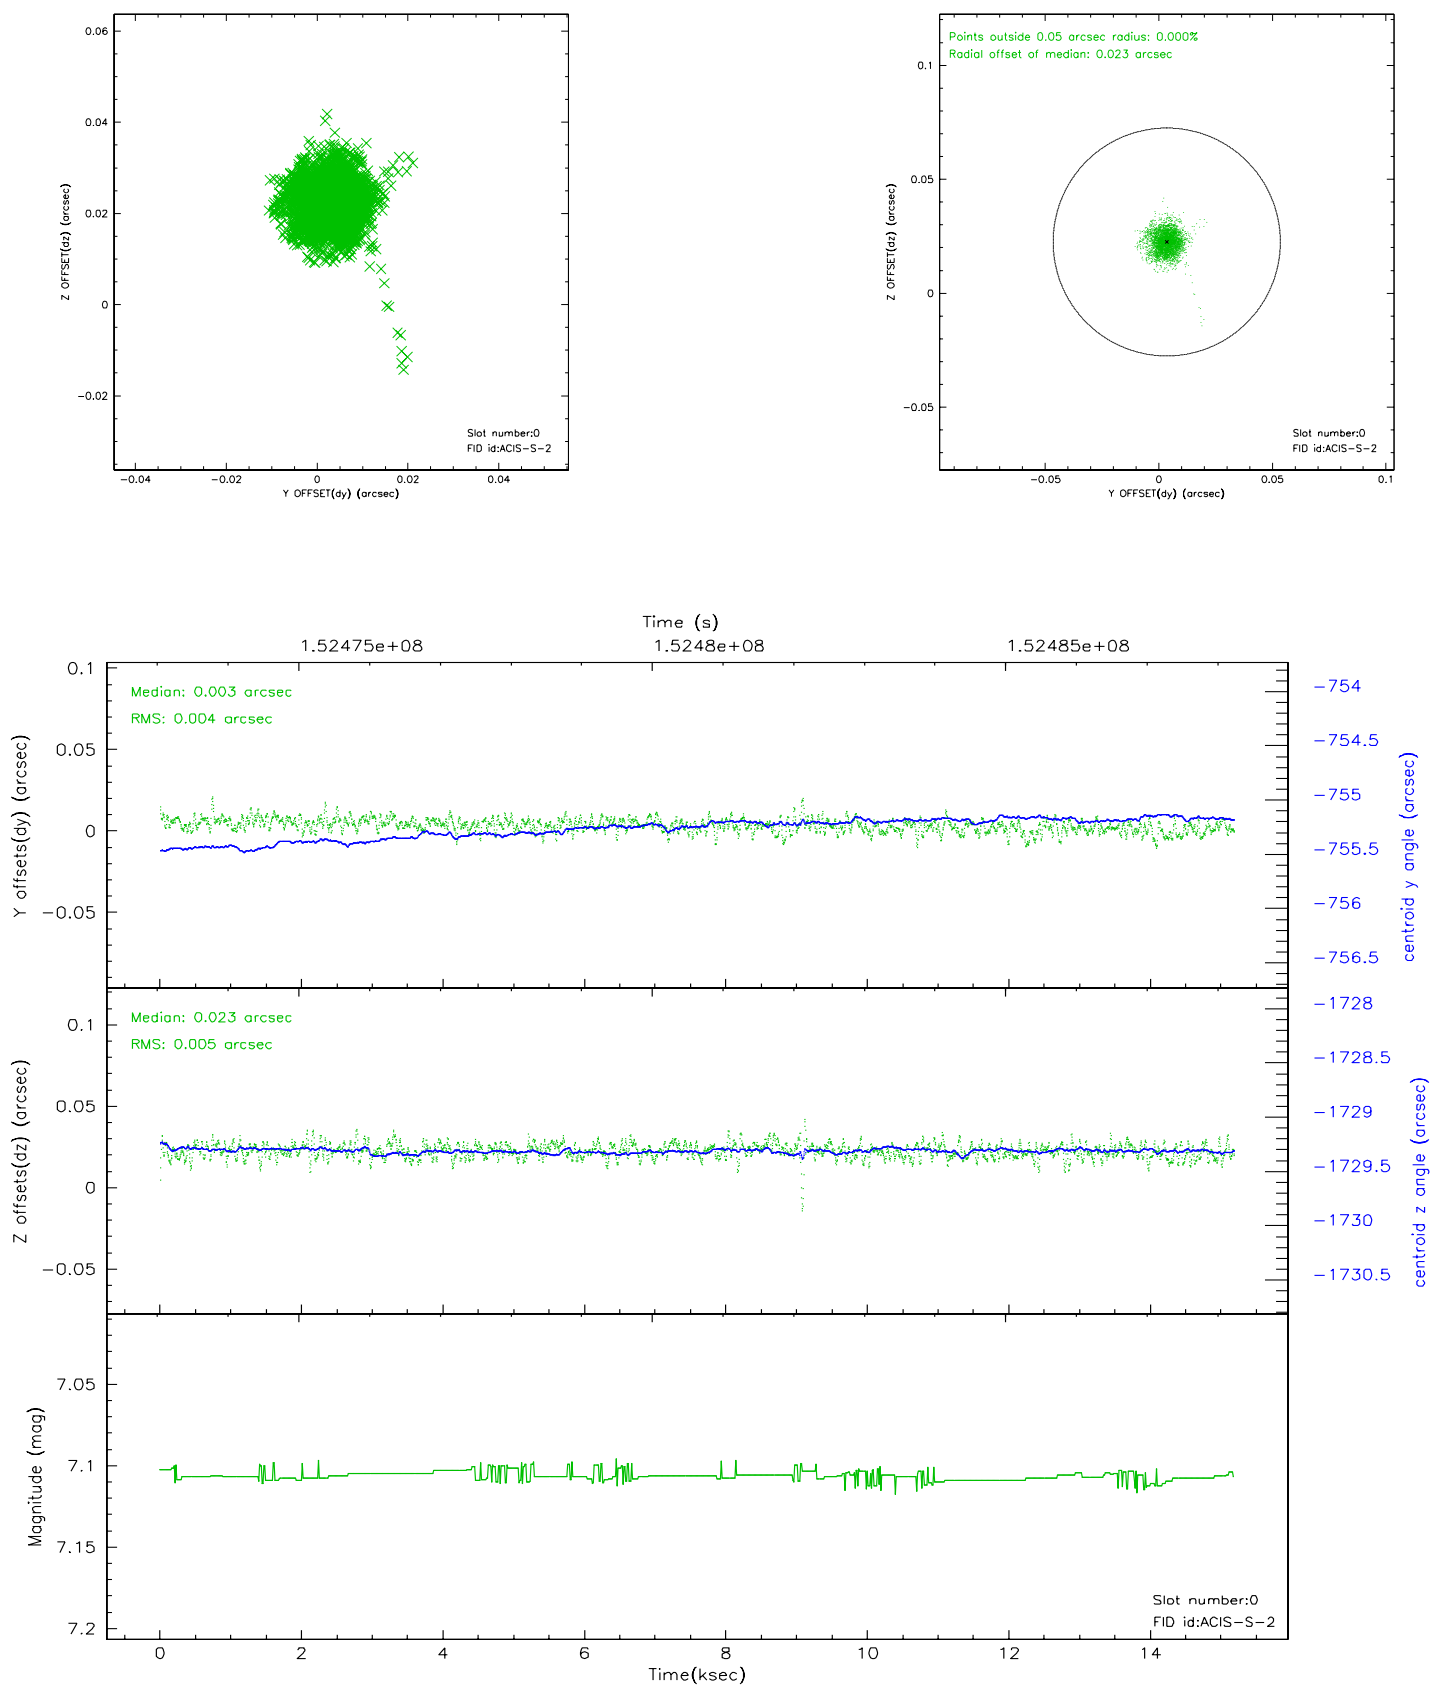 0.06
0.04
0.02
0
−0.02
Z OFFSET(dz) (arcsec)
Slot number:0
FID id:ACIS−S−2
−0.04 −0.02 0 0.02 0.04
Y OFFSET(dy) (arcsec)
Points outside 0.05 arcsec radius: 0.000%
Radial offset of median: 0.023 arcsec
0.1
0.05
0
−0.05
Z OFFSET(dz) (arcsec)
Slot number:0
FID id:ACIS−S−2
−0.05 0 0.05 0.1
Y OFFSET(dy) (arcsec)
Time (s)
1.52475e+08 1.5248e+08 1.52485e+08
Median: 0.003 arcsec
RMS: 0.004 arcsec
0.1
0.05
0
−0.05
Y offsets(dy) (arcsec)
−754
−754.5
−755
−755.5
−756
−756.5
centroid y angle (arcsec)
Median: 0.023 arcsec
RMS: 0.005 arcsec
0.1
0.05
0
−0.05
Z offsets(dz) (arcsec)
−1728
−1728.5
−1729
−1729.5
−1730
−1730.5
centroid z angle (arcsec)
7.05
7.1
7.15
7.2
Magnitude (mag)
Slot number:0
FID id:ACIS−S−2
0 2 4 6 8 10 12 14
Time(ksec)